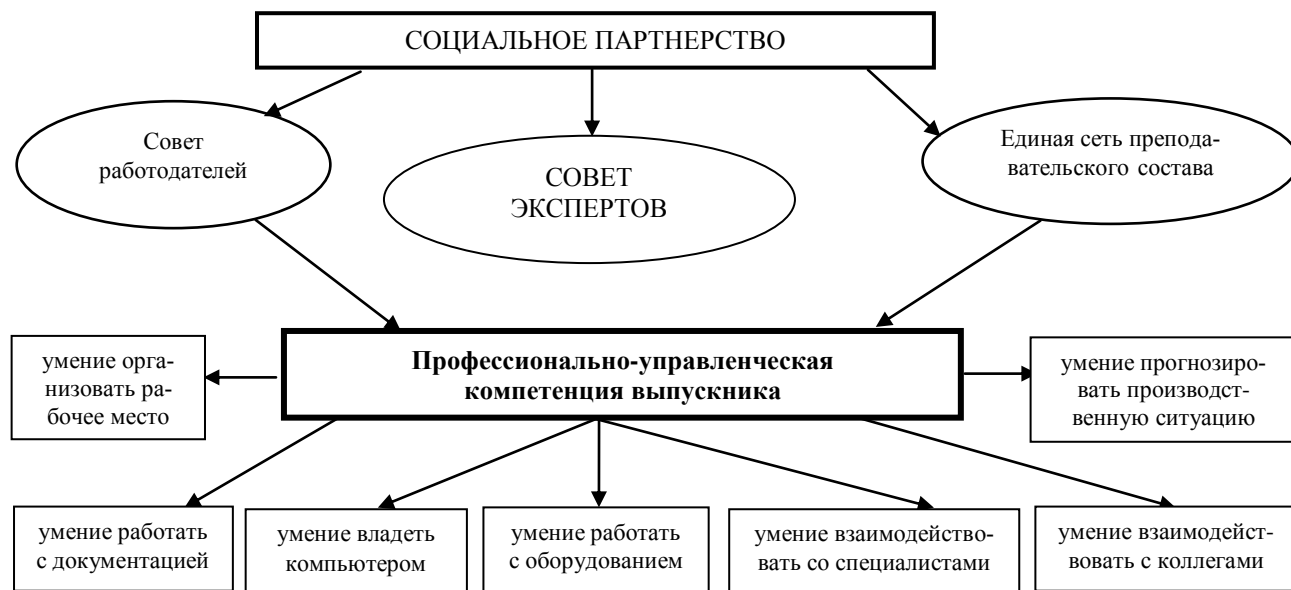 СОЦИАЛЬНОЕ ПАРТНЕРСТВО
Совет
работодателей
СОВЕТ
ЭКСПЕРТОВ
Единая сеть препода-
вательского состава
умение орга-
низовать ра-
бочее место
Профессионально-управленческая
компетенция выпускника
умение прогнозиро-
вать производст-
венную ситуацию
умение работать
с документацией
умение владеть
компьютером
умение работать
с оборудованием
умение взаимодейство-
вать со специалистами
умение взаимодейст-
вовать с коллегами